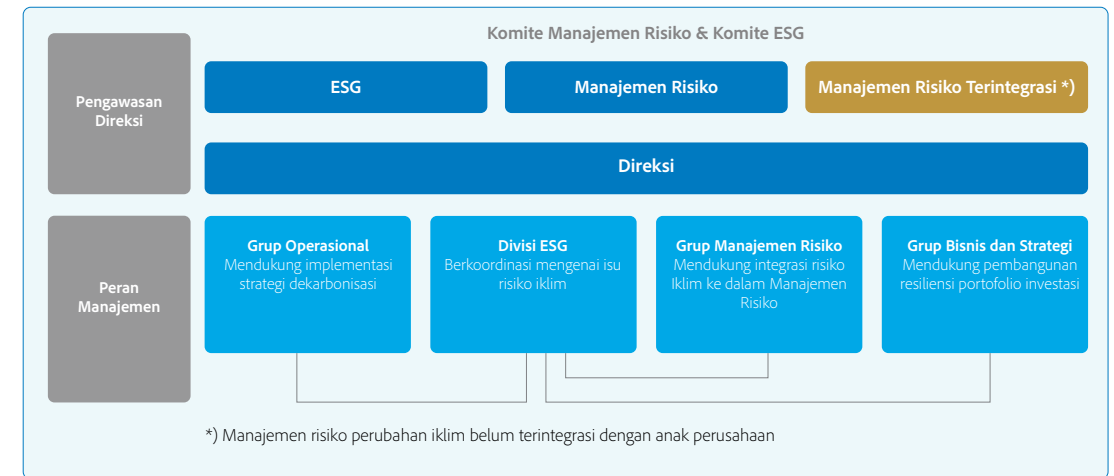 Komite Manajemen Risiko & Komite ESG
Pengawasan
Direksi
ESG
Manajemen Risiko
Manajemen Risiko Terintegrasi *)
Direksi
Peran
Manajemen
Grup Operasional
Mendukung implementasi
strategi dekarbonisasi
Divisi ESG
Berkoordinasi mengenai isu
risiko iklim
Grup Manajemen Risiko
Mendukung integrasi risiko
Iklim ke dalam Manajemen
Risiko
Grup Bisnis dan Strategi
Mendukung pembangunan
resiliensi portofolio investasi
*) Manajemen risiko perubahan iklim belum terintegrasi dengan anak perusahaan